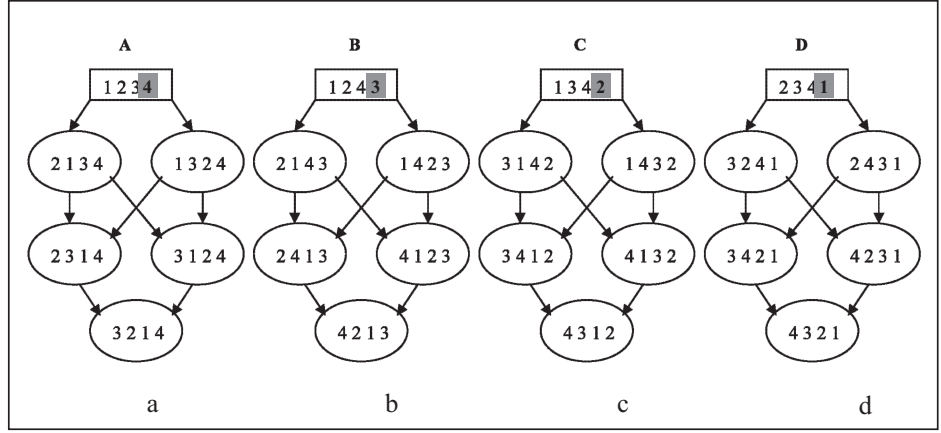 A B C D
1 2 3 4 1 2 4 3 1 3 4 2 2 3 4 1
2 1 3 4 1 3 2 4 2 1 4 3 1 4 2 3 3 1 4 2 1 4 3 2 3 2 4 1 2 4 3 1
2 3 1 4 3 1 2 4 2 4 1 3 4 1 2 3 3 4 1 2 4 1 3 2 3 4 2 1 4 2 3 1
3 2 1 4 4 2 1 3 4 3 1 2 4 3 2 1
a b c d